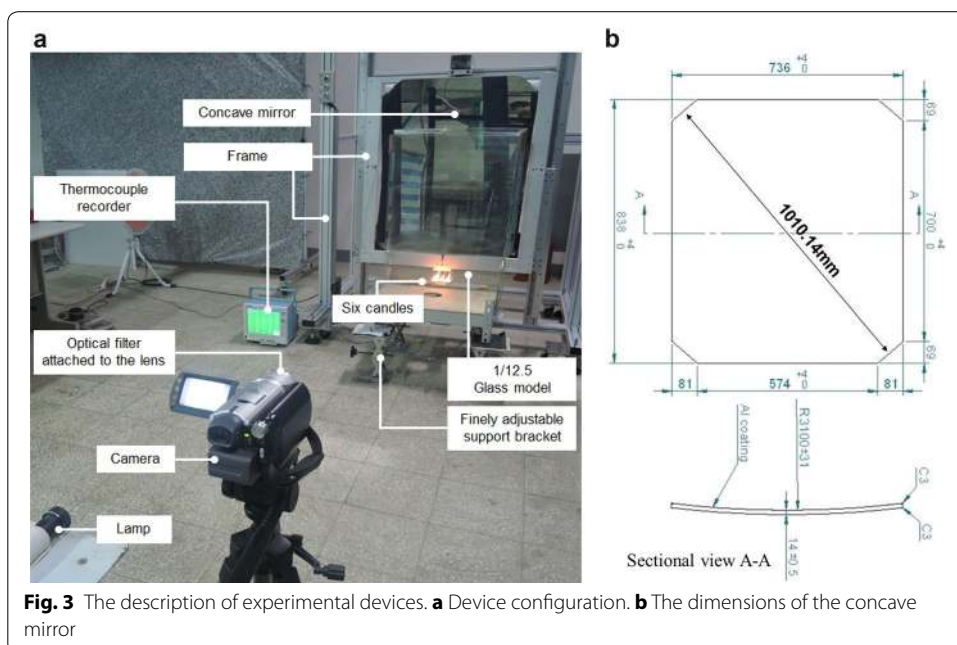 a
Concave mirror
Frame
Thermocouple
recorder
Six candles
Optical filter
attached to the lens
1/12.5
Glass model
Finely adjustable
support bracket
Camera
Lamp
b
736 +4 0
69
A
A
838 +4 0
700 +4 0
1010.14mm
69
81
574 +4 0
81
Al coating
R3100±31
C3
C3
14±0.5
Sectional view A-A
Fig. 3 The description of experimental devices. a Device configuration. b The dimensions of the concave
mirror